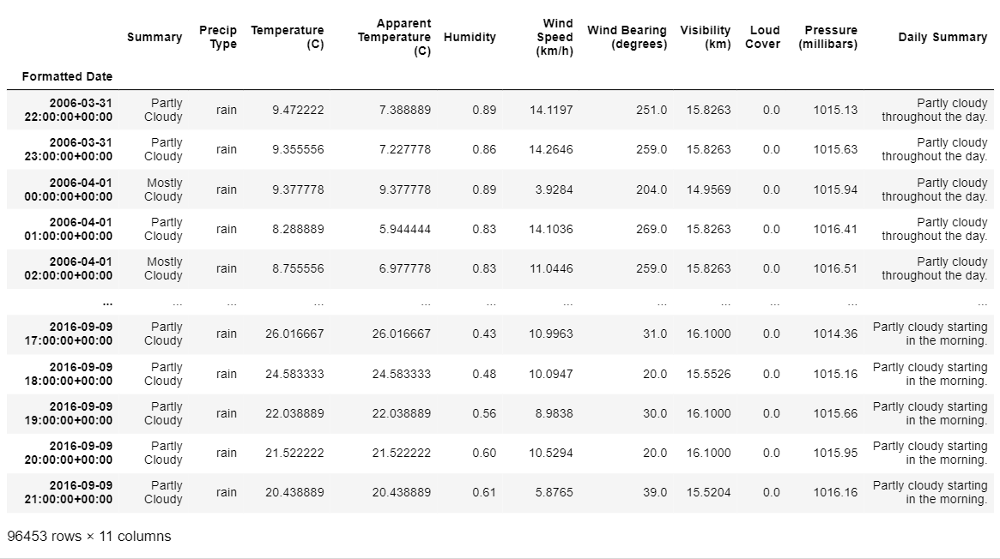 Summary Precip Type Temperature (C) Apparent Temperature (C) Humidity Wind Speed (km/h) Wind Bearing (degrees) Visibility (km) Loud Cover Pressure (millibars) Daily Summary
Formatted Date
2006-03-31 22:00:00+00:00 Partly Cloudy rain 9.472222 7.388889 0.89 14.1197 251.0 15.8263 0.0 1015.13 Partly cloudy throughout the day.
2006-03-31 23:00:00+00:00 Partly Cloudy rain 9.355556 7.227778 0.86 14.2646 259.0 15.8263 0.0 1015.63 Partly cloudy throughout the day.
2006-04-01 00:00:00+00:00 Mostly Cloudy rain 9.377778 9.377778 0.89 3.9284 204.0 14.9569 0.0 1015.94 Partly cloudy throughout the day.
2006-04-01 01:00:00+00:00 Partly Cloudy rain 8.288889 5.944444 0.83 14.1036 269.0 15.8263 0.0 1016.41 Partly cloudy throughout the day.
2006-04-01 02:00:00+00:00 Mostly Cloudy rain 8.755556 6.977778 0.83 11.0446 259.0 15.8263 0.0 1016.51 Partly cloudy throughout the day.
... ... ... ... ... ... ... ... ... ... ... ...
2016-09-09 17:00:00+00:00 Partly Cloudy rain 26.016667 26.016667 0.43 10.9963 31.0 16.1000 0.0 1014.36 Partly cloudy starting in the morning.
2016-09-09 18:00:00+00:00 Partly Cloudy rain 24.583333 24.583333 0.48 10.0947 20.0 15.5526 0.0 1015.16 Partly cloudy starting in the morning.
2016-09-09 19:00:00+00:00 Partly Cloudy rain 22.038889 22.038889 0.56 8.9838 30.0 16.1000 0.0 1015.66 Partly cloudy starting in the morning.
2016-09-09 20:00:00+00:00 Partly Cloudy rain 21.522222 21.522222 0.60 10.5294 20.0 16.1000 0.0 1015.95 Partly cloudy starting in the morning.
2016-09-09 21:00:00+00:00 Partly Cloudy rain 20.438889 20.438889 0.61 5.8765 39.0 15.5204 0.0 1016.16 Partly cloudy starting in the morning.
96453 rows × 11 columns